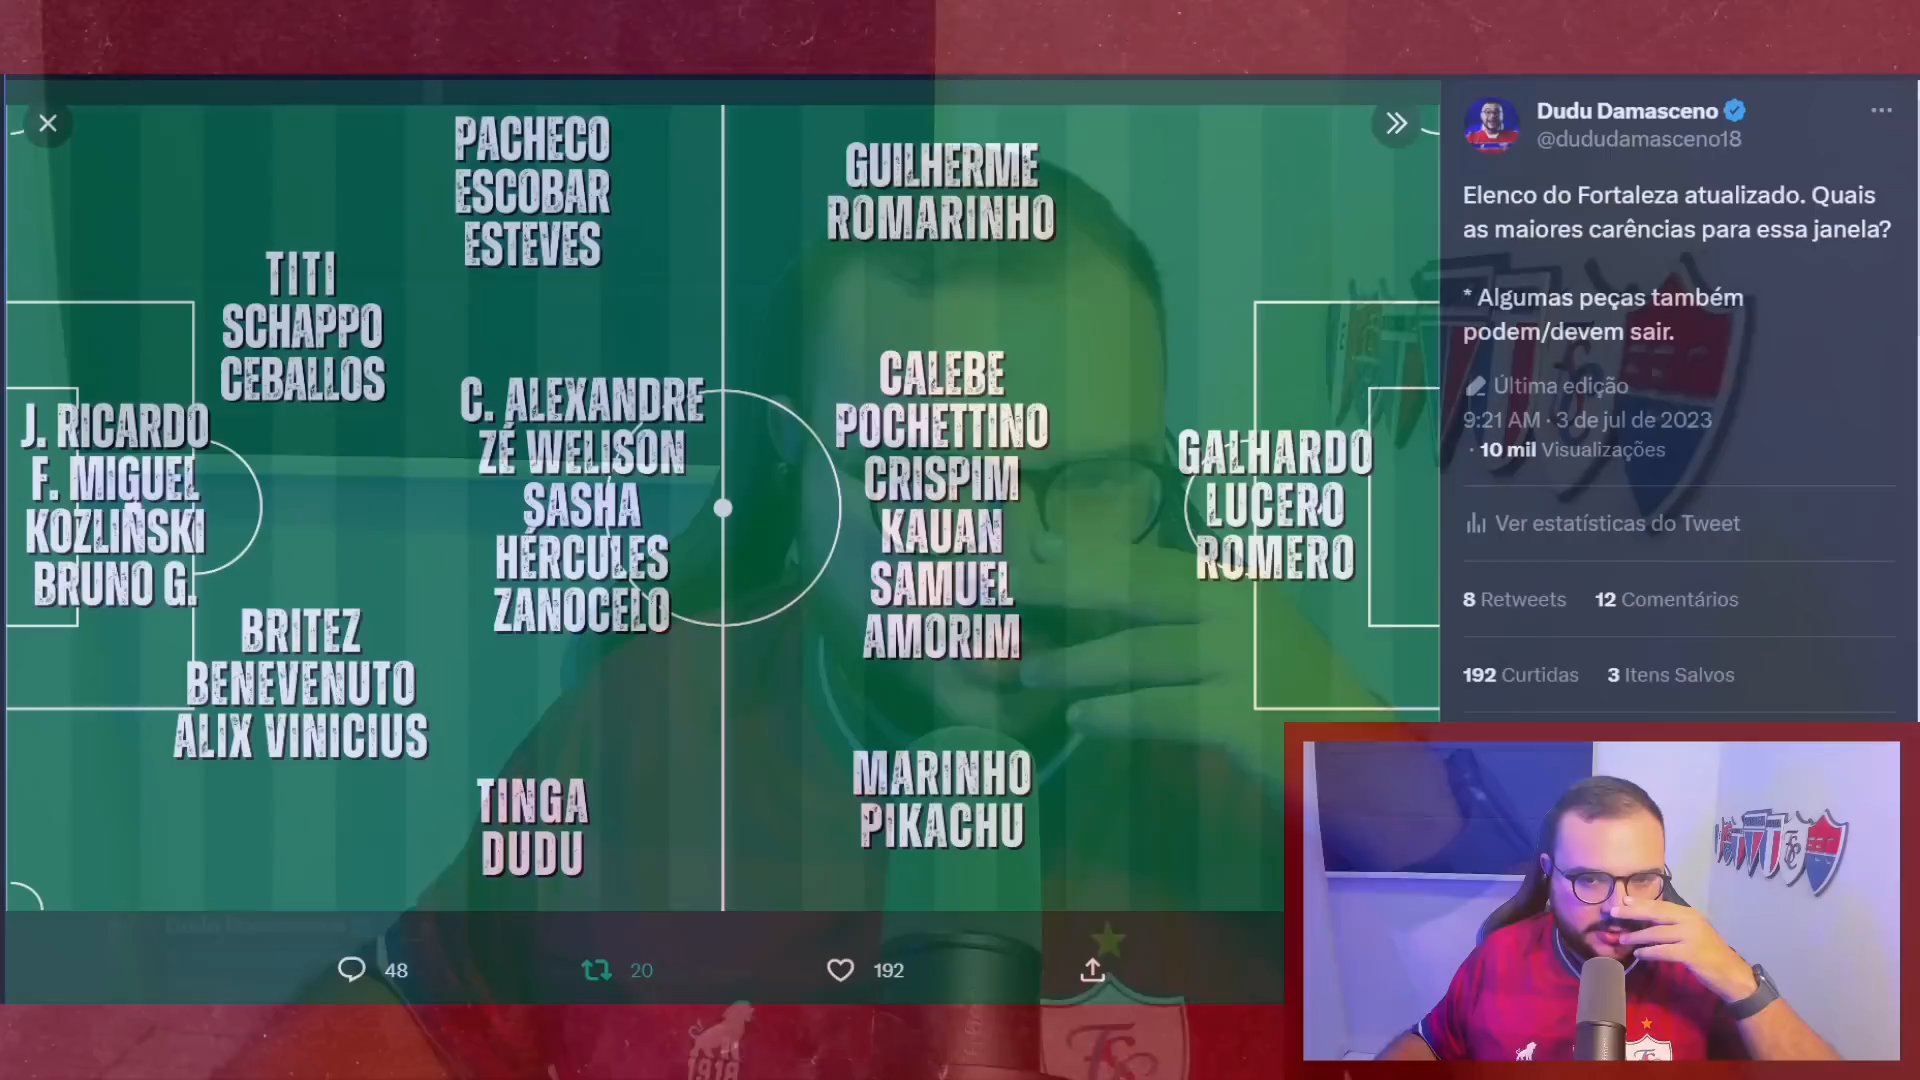 PACHECO
ESCOBAR
ESTEVES
GUILHERME
ROMARINHO
TITI
SCHAPPO
CEBALLOS
J. RICARDO
F. MIGUEL
KOZLINSKI
BRUNO G.
C. ALEXANDRE
ZÉ WELISON
SASHA
HÉRCULES
ZANOCELO
CALEBE
POCHETTINO
CRISPIM
KAUAN
SAMUEL
AMORIM
GALHARDO
LUCERO
ROMERO
BRITEZ
BENEVENUTO
ALIX VINICIUS
TINGA
DUDU
MARINHO
PIKACHU
48
20
192
Dudu Damasceno
@dududamasceno18
Elenco do Fortaleza atualizado. Quais
as maiores carências para essa janela?
* Algumas peças também
podem/devem sair.
Última edição
9:21 AM · 3 de jul de 2023
· 10 mil Visualizações
Ver estatísticas do Tweet
8 Retweets 12 Comentários
192 Curtidas 3 Itens Salvos
1918